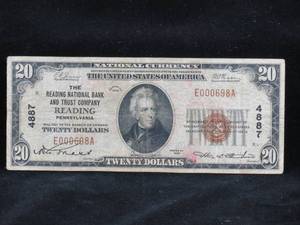 NATIONAL CURRENCY
20
THE UNITED STATES OF AMERICA
20
THE
READING NATIONAL BANK
AND TRUST COMPANY
READING
PENNSYLVANIA
E000698A
4887
4887
TWENTY DOLLARS
E000698A
20
TWENTY DOLLARS
20